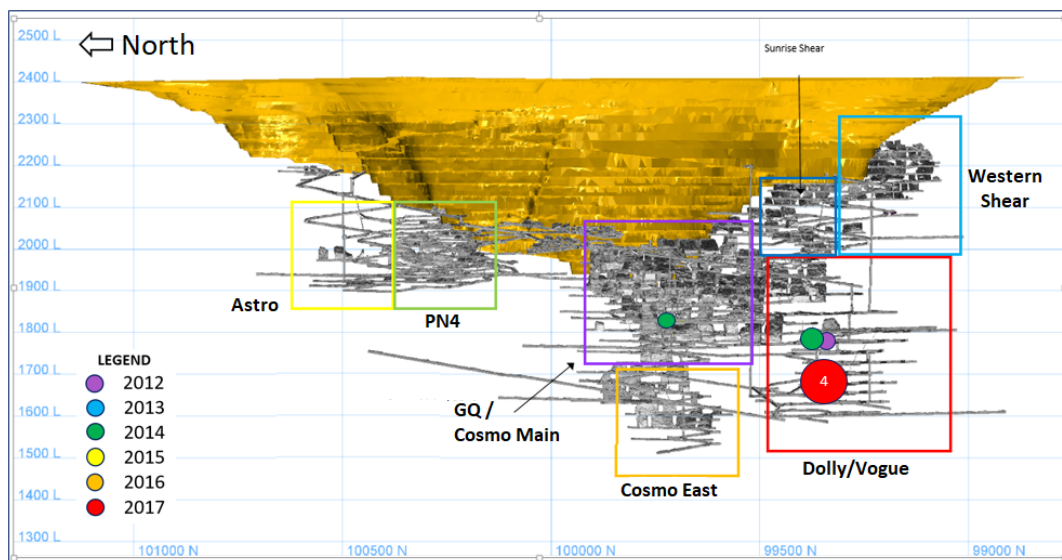 2500 L
North
Sunrise Shear
2400 L
2300 L
2200 L
Western
Shear
2100 L
2000 L
1900 L
Astro
PN4
1800 L
LEGEND
2012
2013
2014
2015
2016
2017
1700 L
4
GQ /
Cosmo Main
1600 L
Dolly/Vogue
1500 L
Cosmo East
1400 L
1300 L
101000 N
100500 N
100000 N
99500 N
99000 N